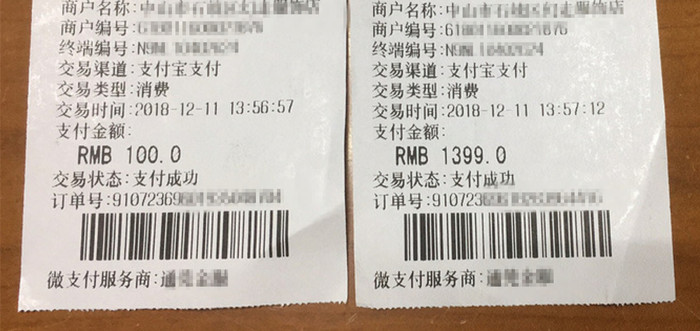 商户名称:
商户编号:
终端编号:
交易渠道:支付宝支付
交易类型:消费
交易时间:2018-12-11 13:56:57
支付金额:
RMB 100.0
交易状态:支付成功
订单号:91072369
微支付服务商:
商户名称:
商户编号:
终端编号:
交易渠道:支付宝支付
交易类型:消费
交易时间:2018-12-11 13:57:12
支付金额:
RMB 1399.0
交易状态:支付成功
订单号:910723
微支付服务商: